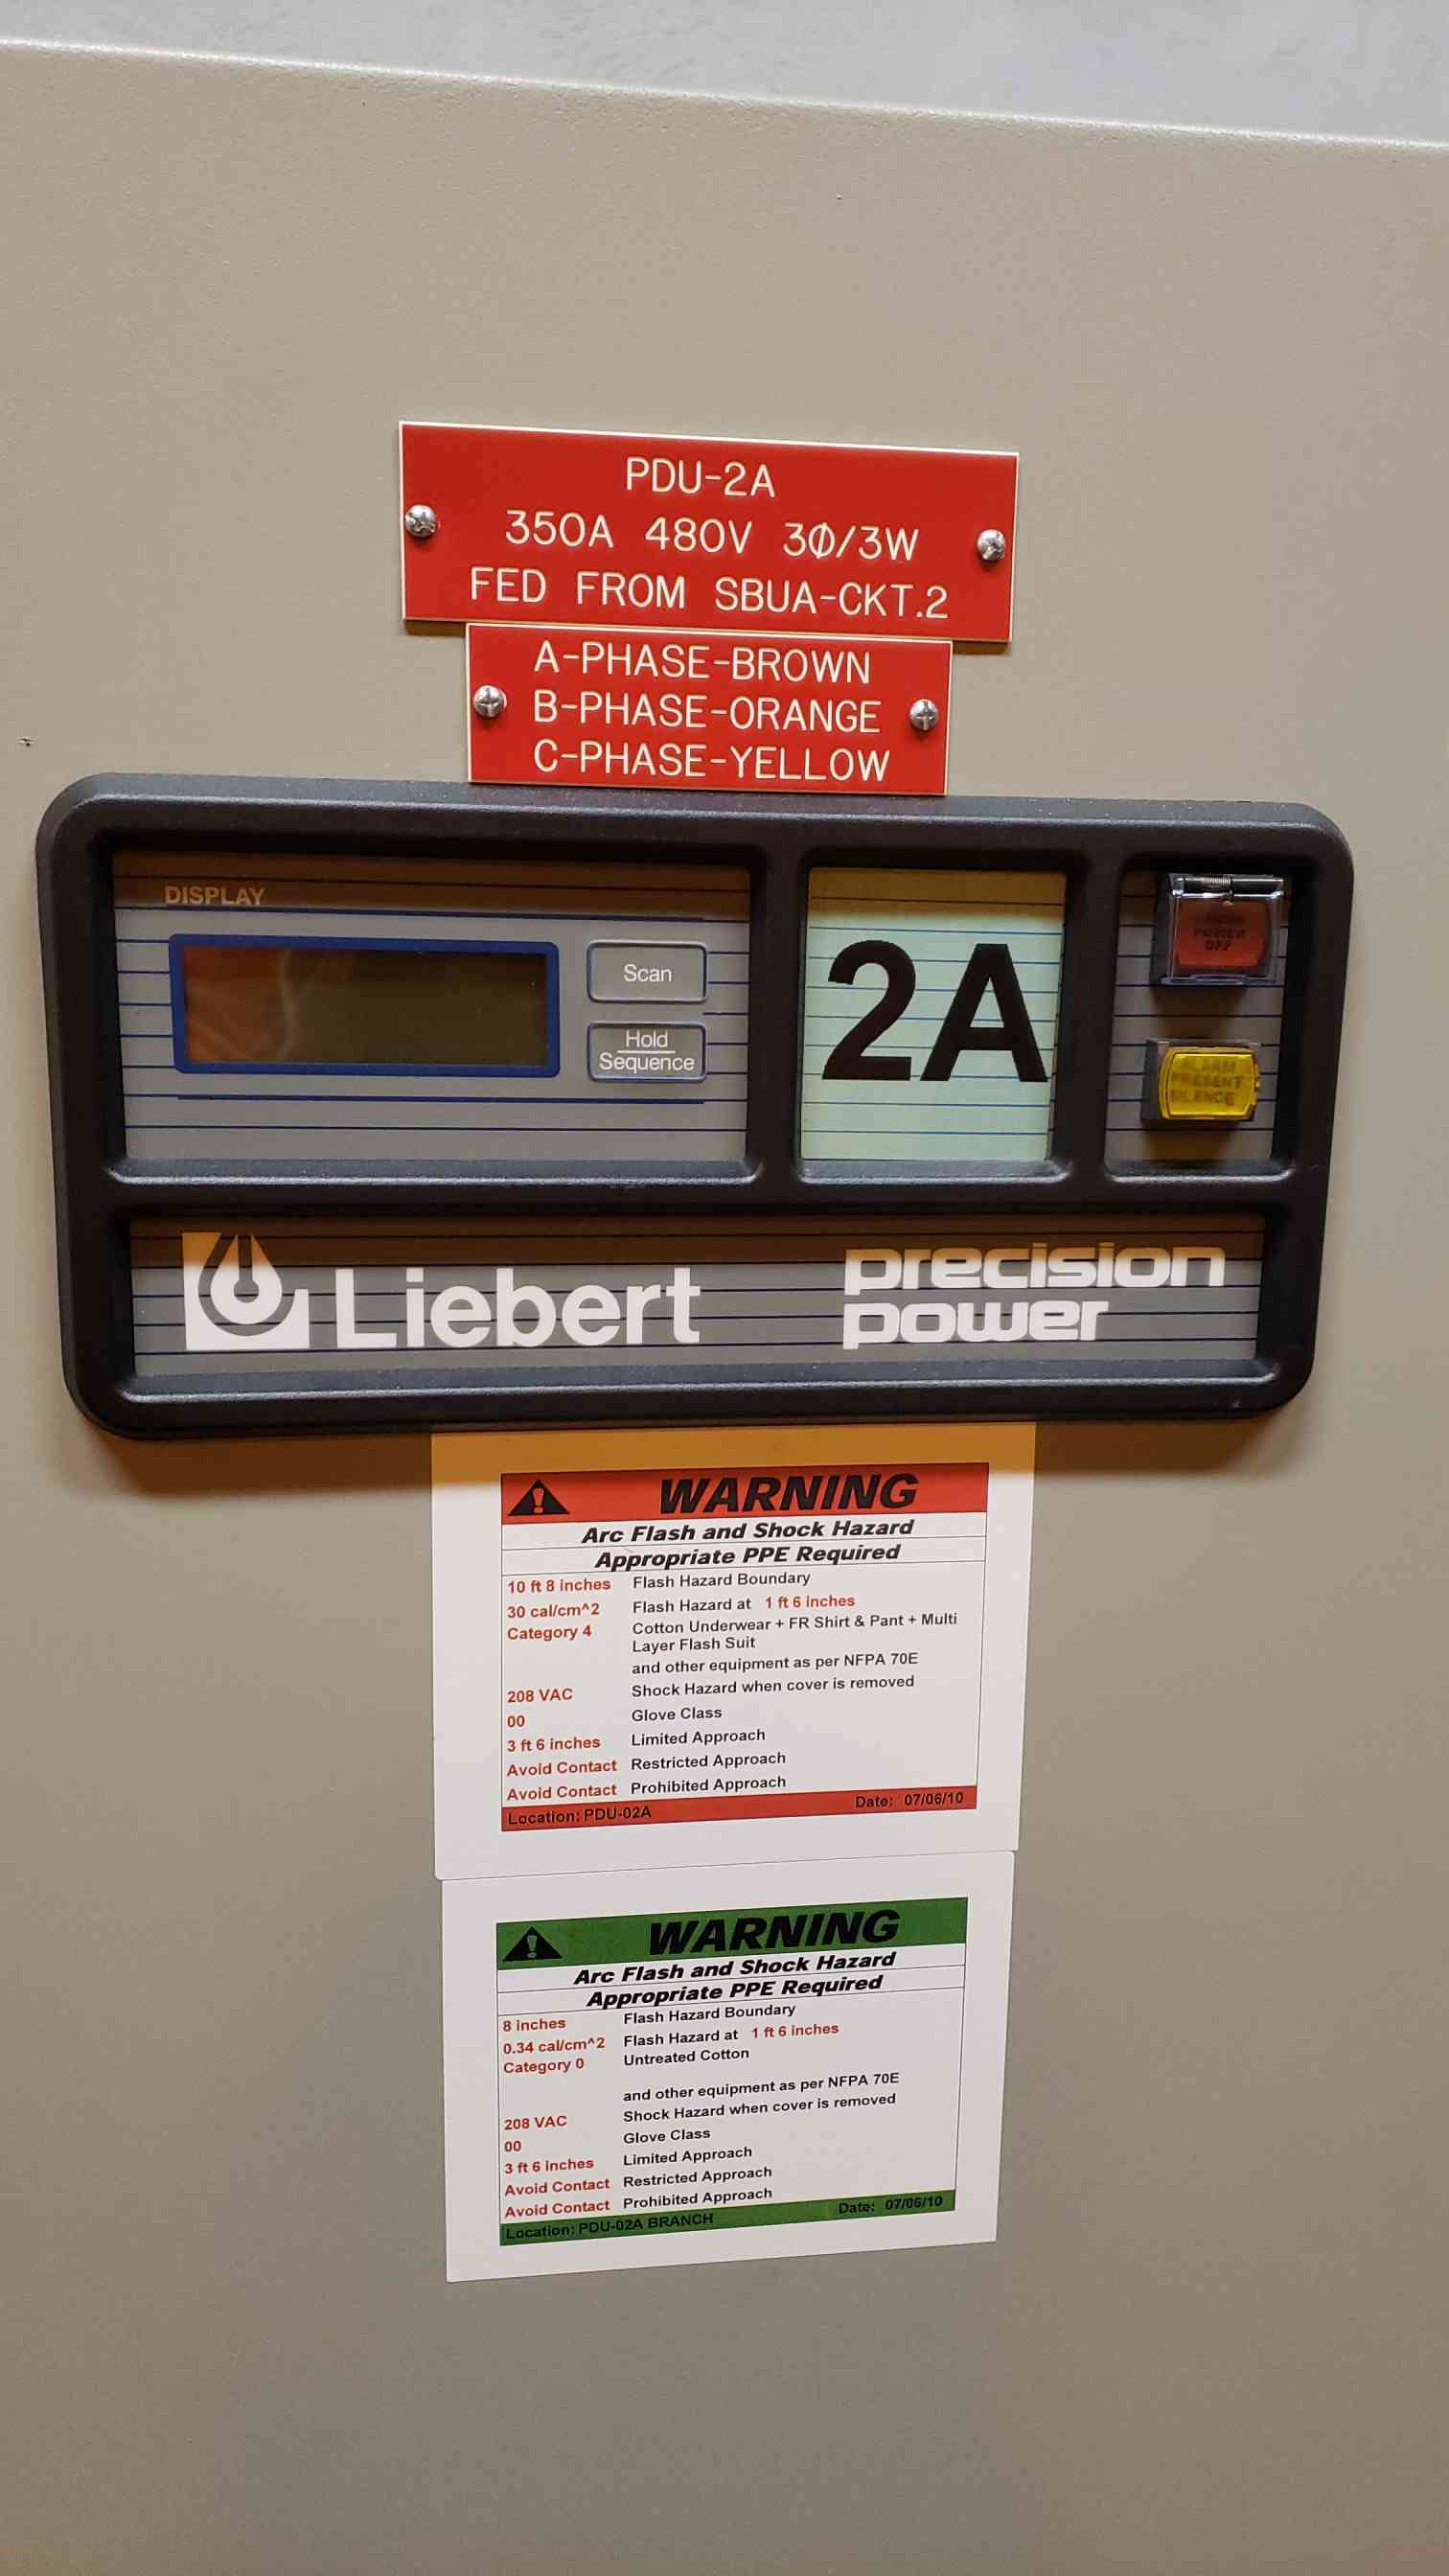 PDU-2A
350A 480V 3Φ/3W
FED FROM SBUA-CKT.2
A-PHASE-BROWN
B-PHASE-ORANGE
C-PHASE-YELLOW
DISPLAY
Scan
Hold
Sequence
2A
POWER
OFF
ALARM
PRESENT
SILENCE
Liebert
precision
power
WARNING
Arc Flash and Shock Hazard
Appropriate PPE Required
10 ft 8 inches Flash Hazard Boundary
30 cal/cm^2 Flash Hazard at 1 ft 6 inches
Category 4 Cotton Underwear + FR Shirt & Pant + Multi
Layer Flash Suit
and other equipment as per NFPA 70E
208 VAC Shock Hazard when cover is removed
00 Glove Class
3 ft 6 inches Limited Approach
Avoid Contact Restricted Approach
Avoid Contact Prohibited Approach
Location: PDU-02A Date: 07/06/10
WARNING
Arc Flash and Shock Hazard
Appropriate PPE Required
8 inches Flash Hazard Boundary
0.34 cal/cm^2 Flash Hazard at 1 ft 6 inches
Category 0 Untreated Cotton
and other equipment as per NFPA 70E
208 VAC Shock Hazard when cover is removed
00 Glove Class
3 ft 6 inches Limited Approach
Avoid Contact Restricted Approach
Avoid Contact Prohibited Approach
Location: PDU-02A BRANCH Date: 07/06/10